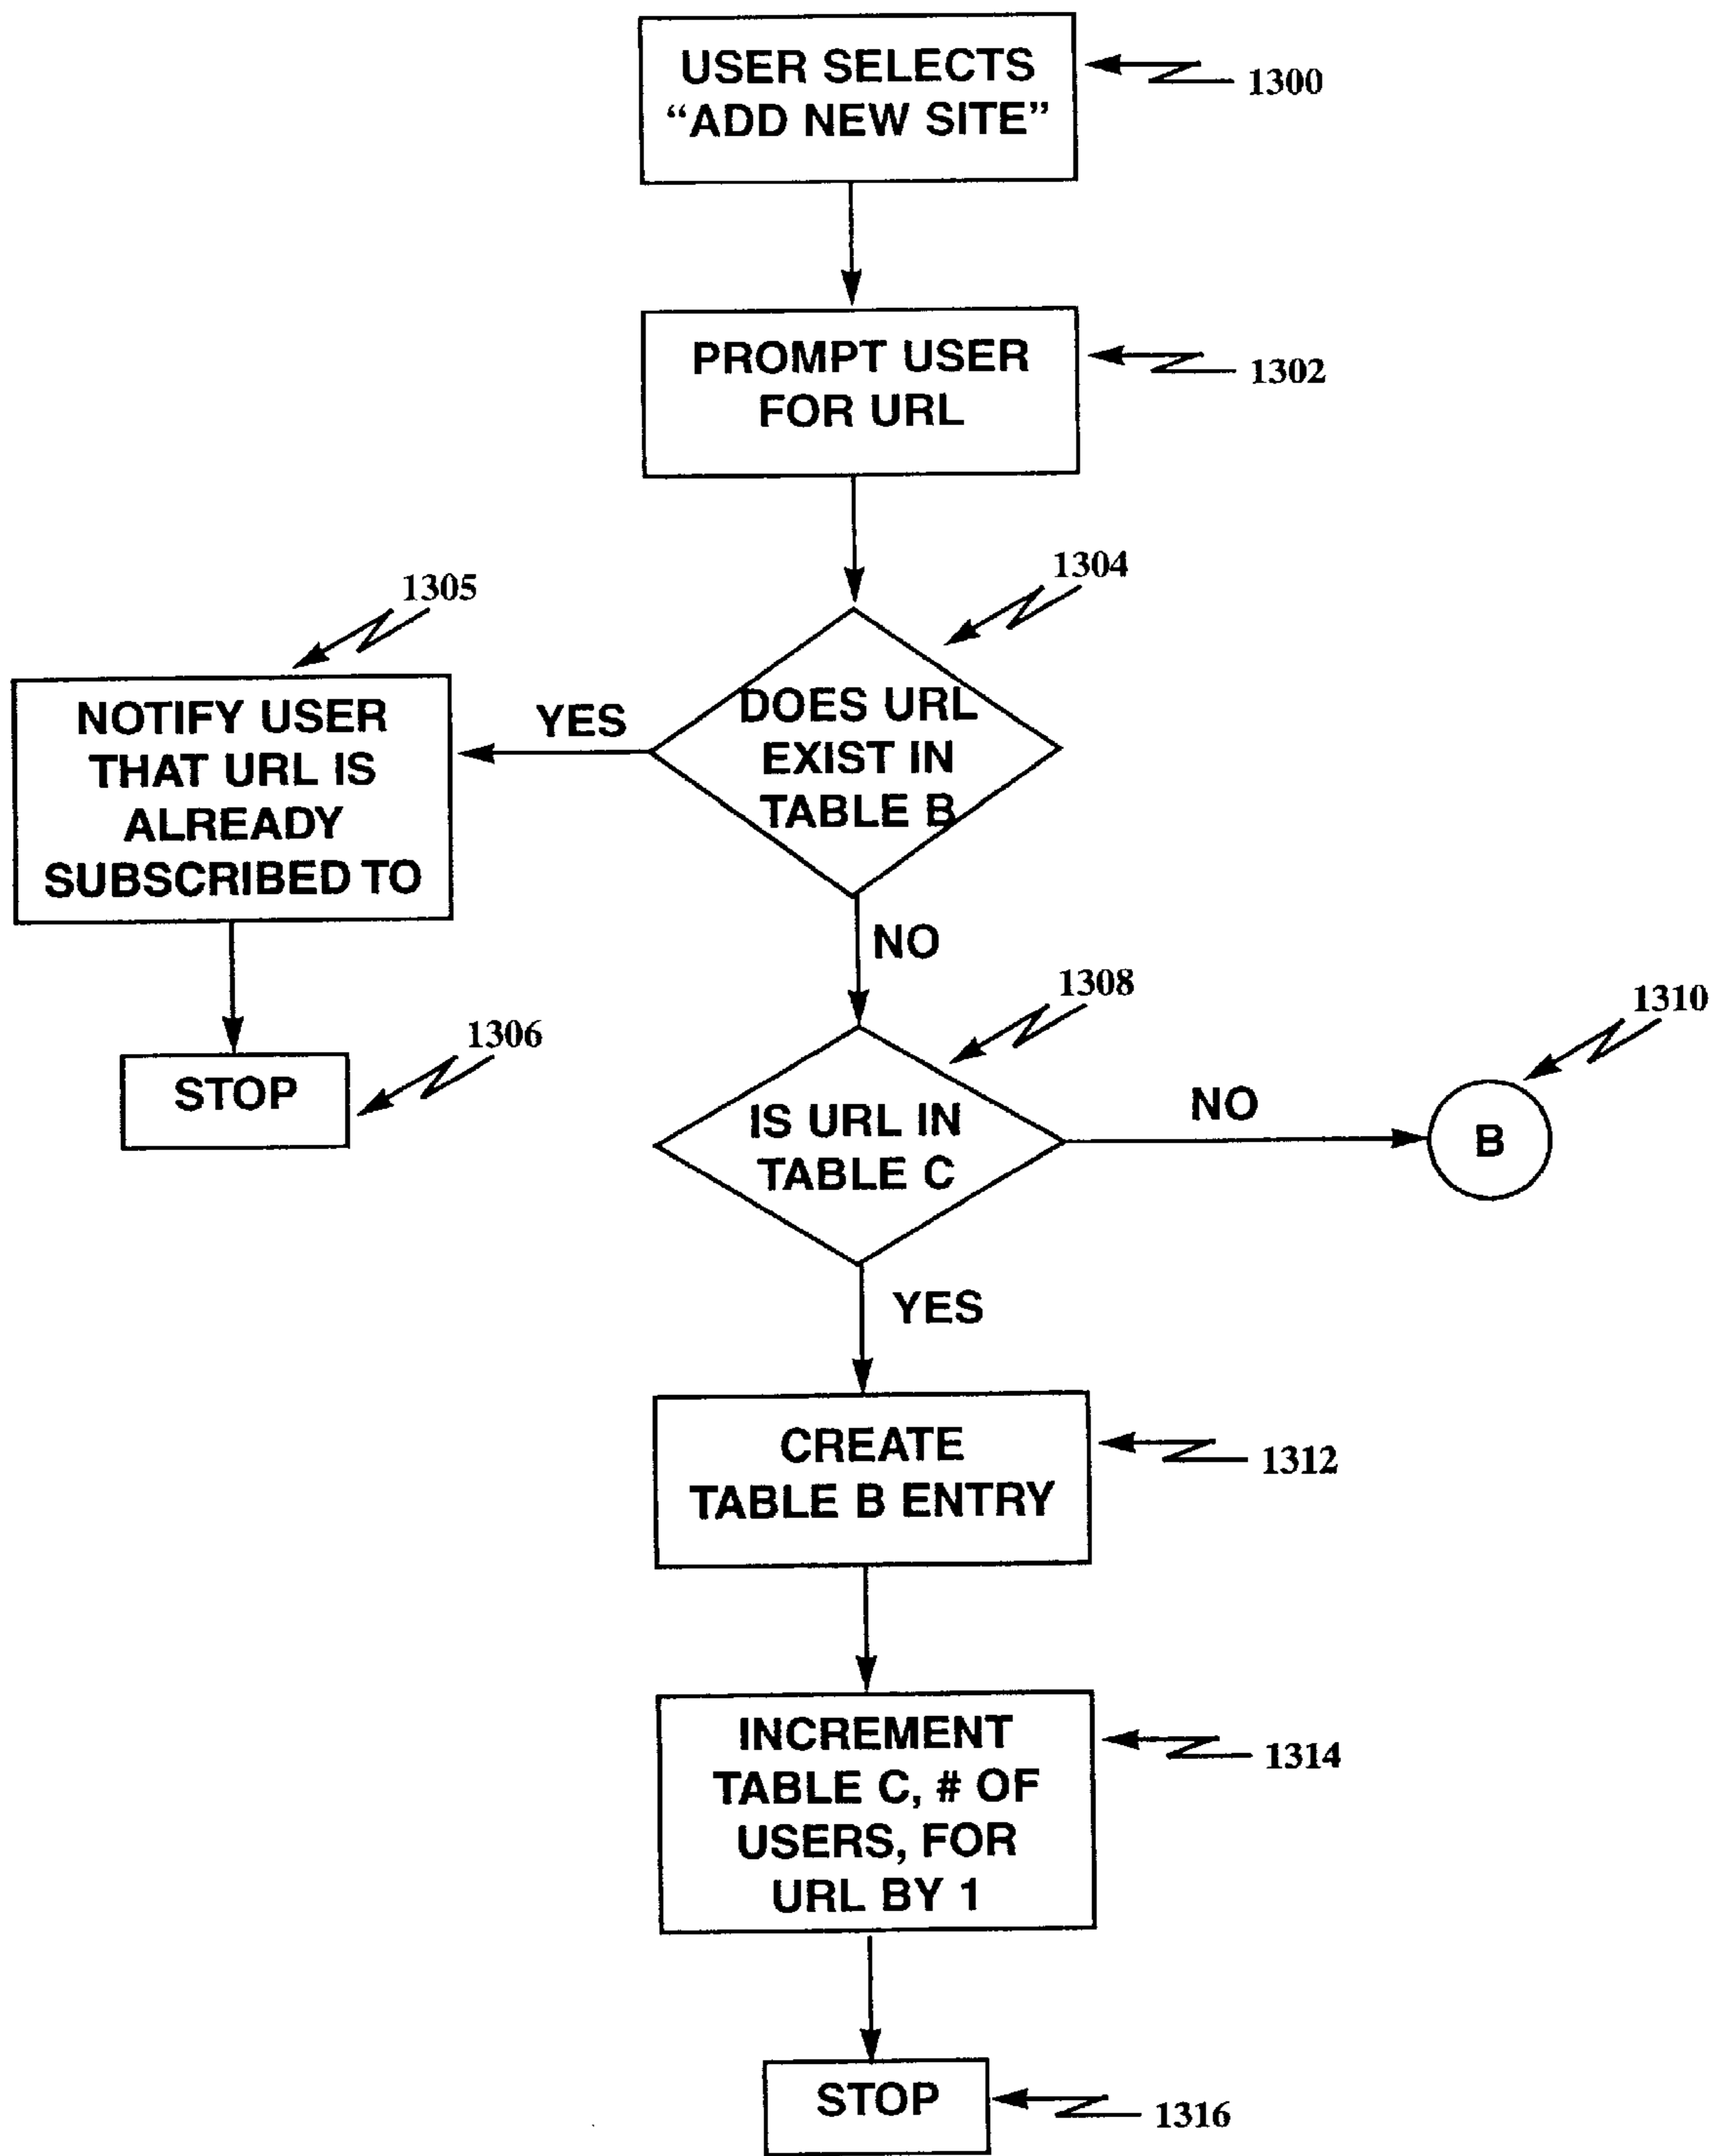 USER SELECTS
“ADD NEW SITE”
1300
PROMPT USER
FOR URL
1302
1304
DOES URL
EXIST IN
TABLE B
YES
1305
NOTIFY USER
THAT URL IS
ALREADY
SUBSCRIBED TO
1306
STOP
NO
1308
IS URL IN
TABLE C
NO
1310
B
YES
CREATE
TABLE B ENTRY
1312
INCREMENT
TABLE C, # OF
USERS, FOR
URL BY 1
1314
STOP
1316